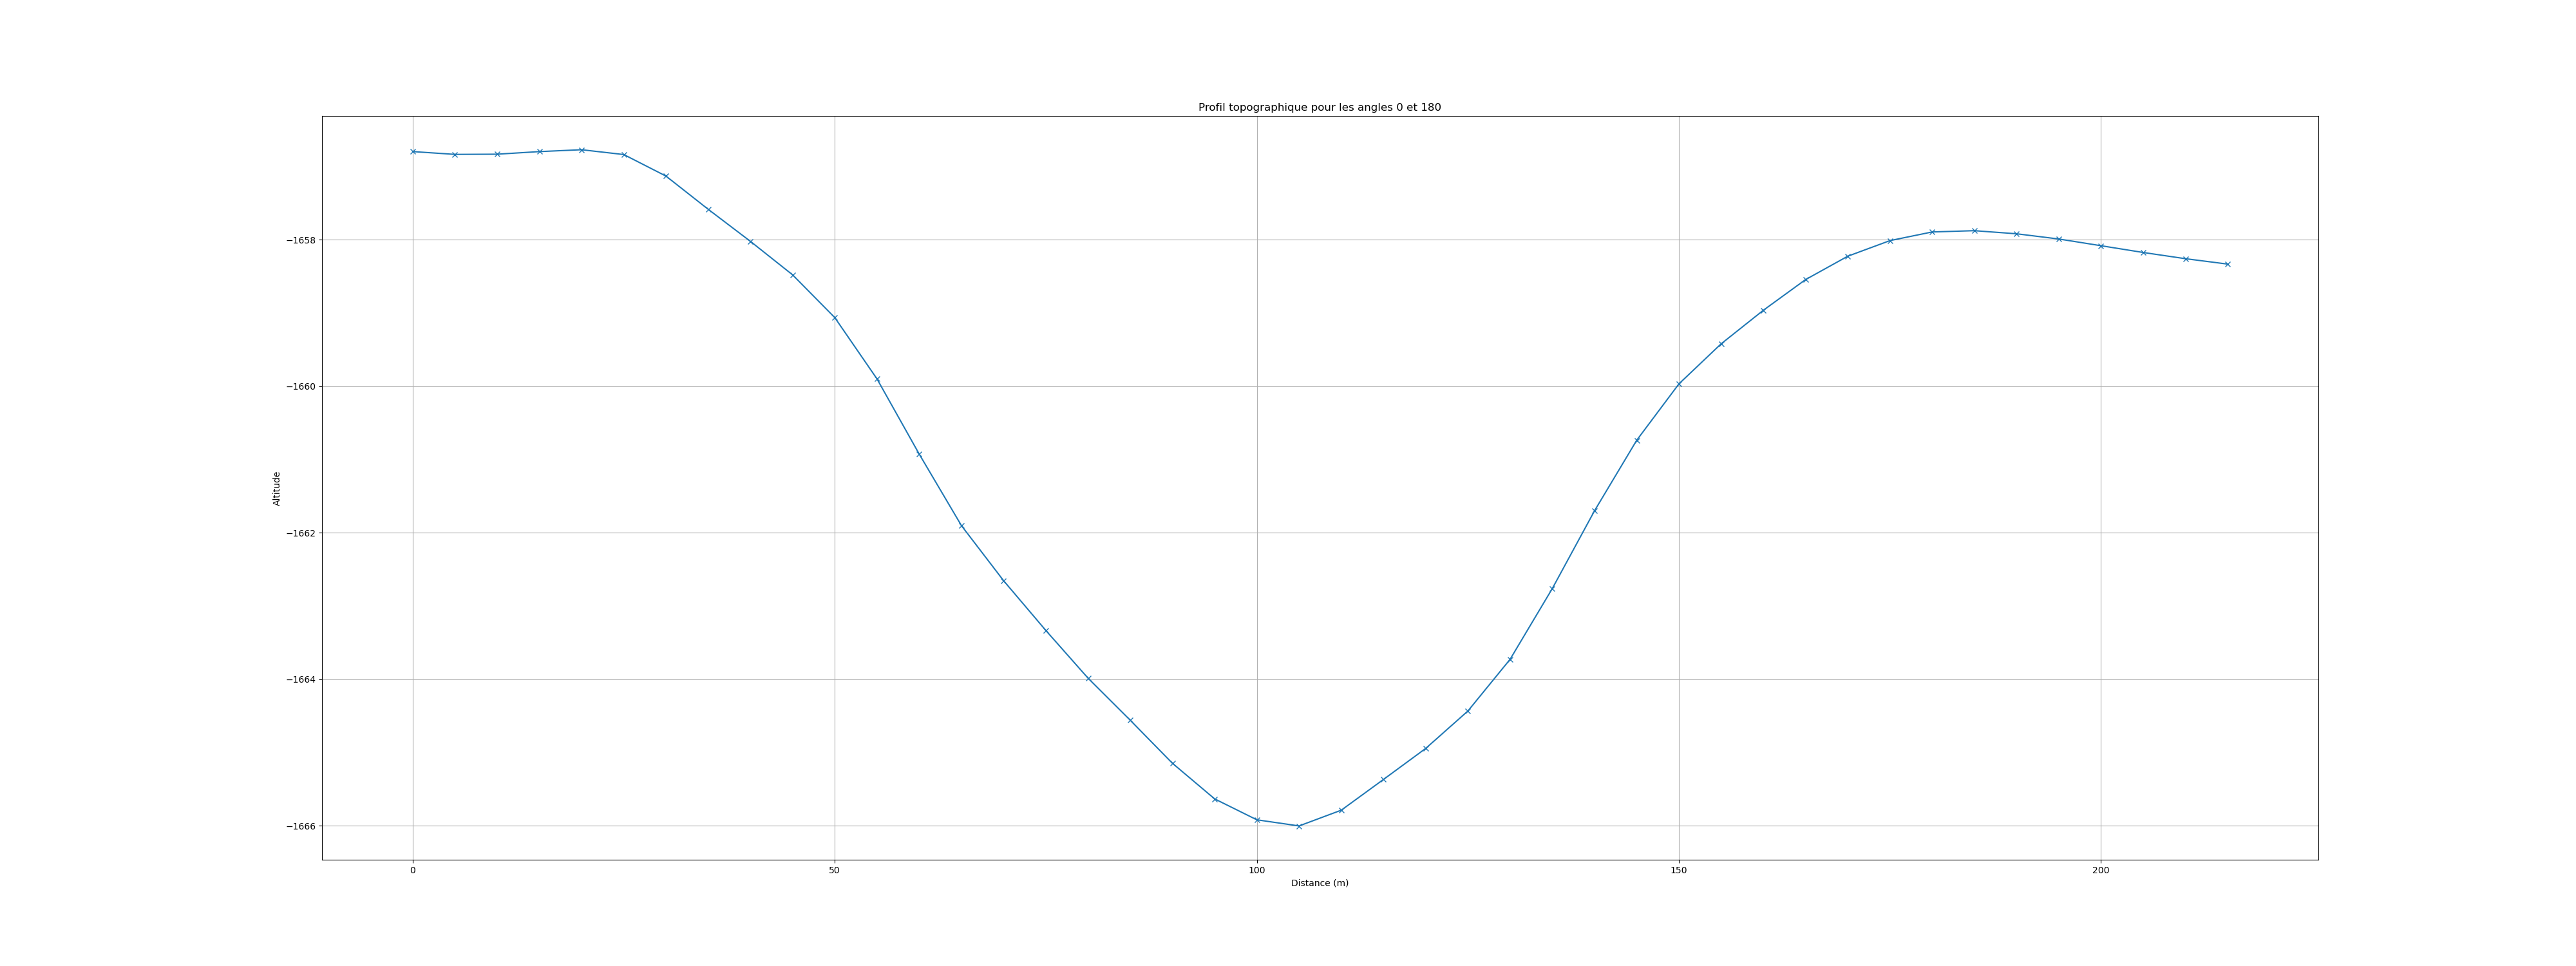 Profil topographique pour les angles 0 et 180
−1658
−1660
−1662
−1664
−1666
Altitude
0 50 100 150 200
Distance (m)